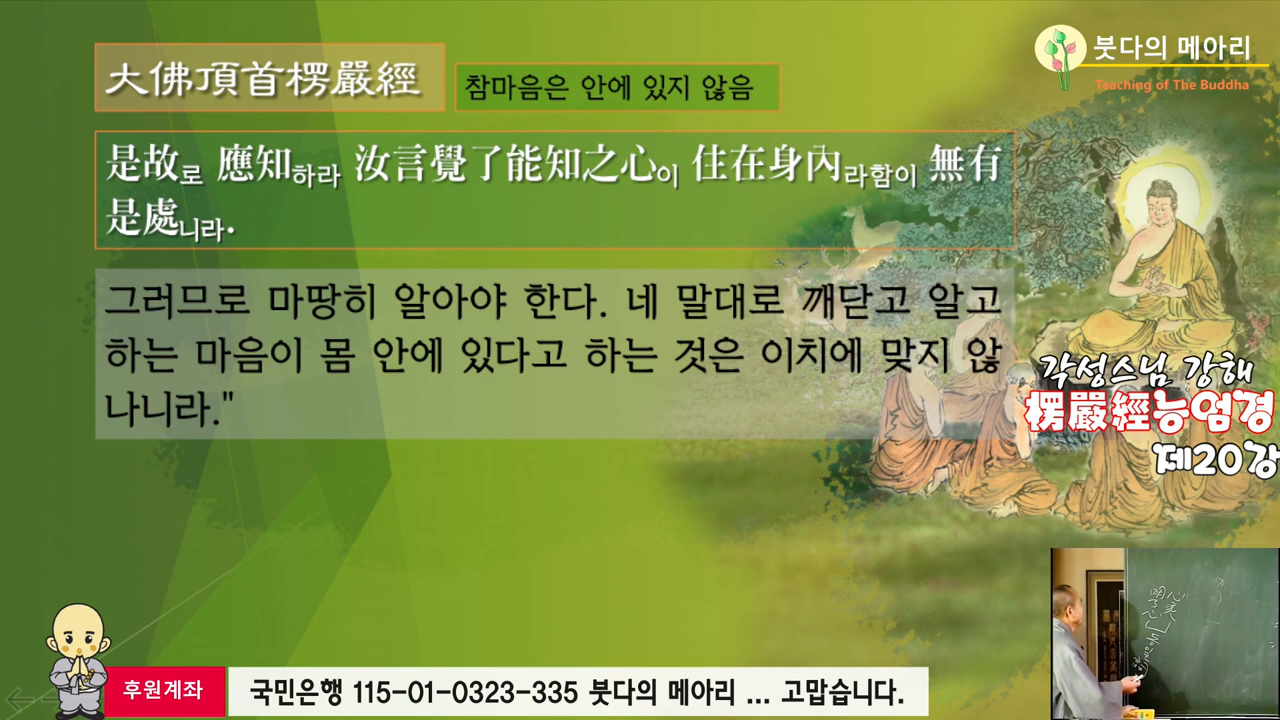 大佛頂首楞嚴經
참마음은 안에 있지 않음
붓다의 메아리
Teaching of The Buddha
是故로 應知하라 汝言覺了能知之心이 住在身內라함이 無有
是處니라.
그러므로 마땅히 알아야 한다. 네 말대로 깨닫고 알고
하는 마음이 몸 안에 있다고 하는 것은 이치에 맞지 않
나니라."
각성스님 강해
楞嚴經능엄경
제20강
후원계좌
국민은행 115-01-0323-335 붓다의 메아리 ... 고맙습니다.